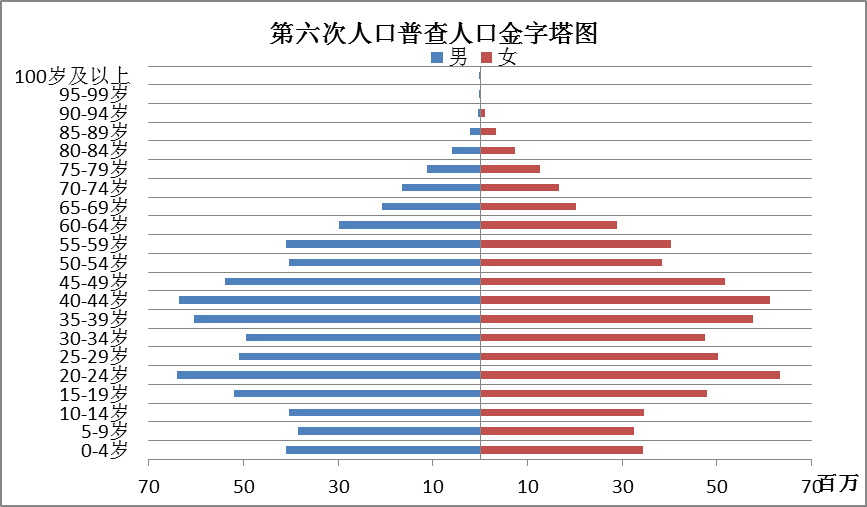 第六次人口普查人口金字塔图
男 女
100岁及以上
95-99岁
90-94岁
85-89岁
80-84岁
75-79岁
70-74岁
65-69岁
60-64岁
55-59岁
50-54岁
45-49岁
40-44岁
35-39岁
30-34岁
25-29岁
20-24岁
15-19岁
10-14岁
5-9岁
0-4岁
70 50 30 10 10 30 50 70 百万